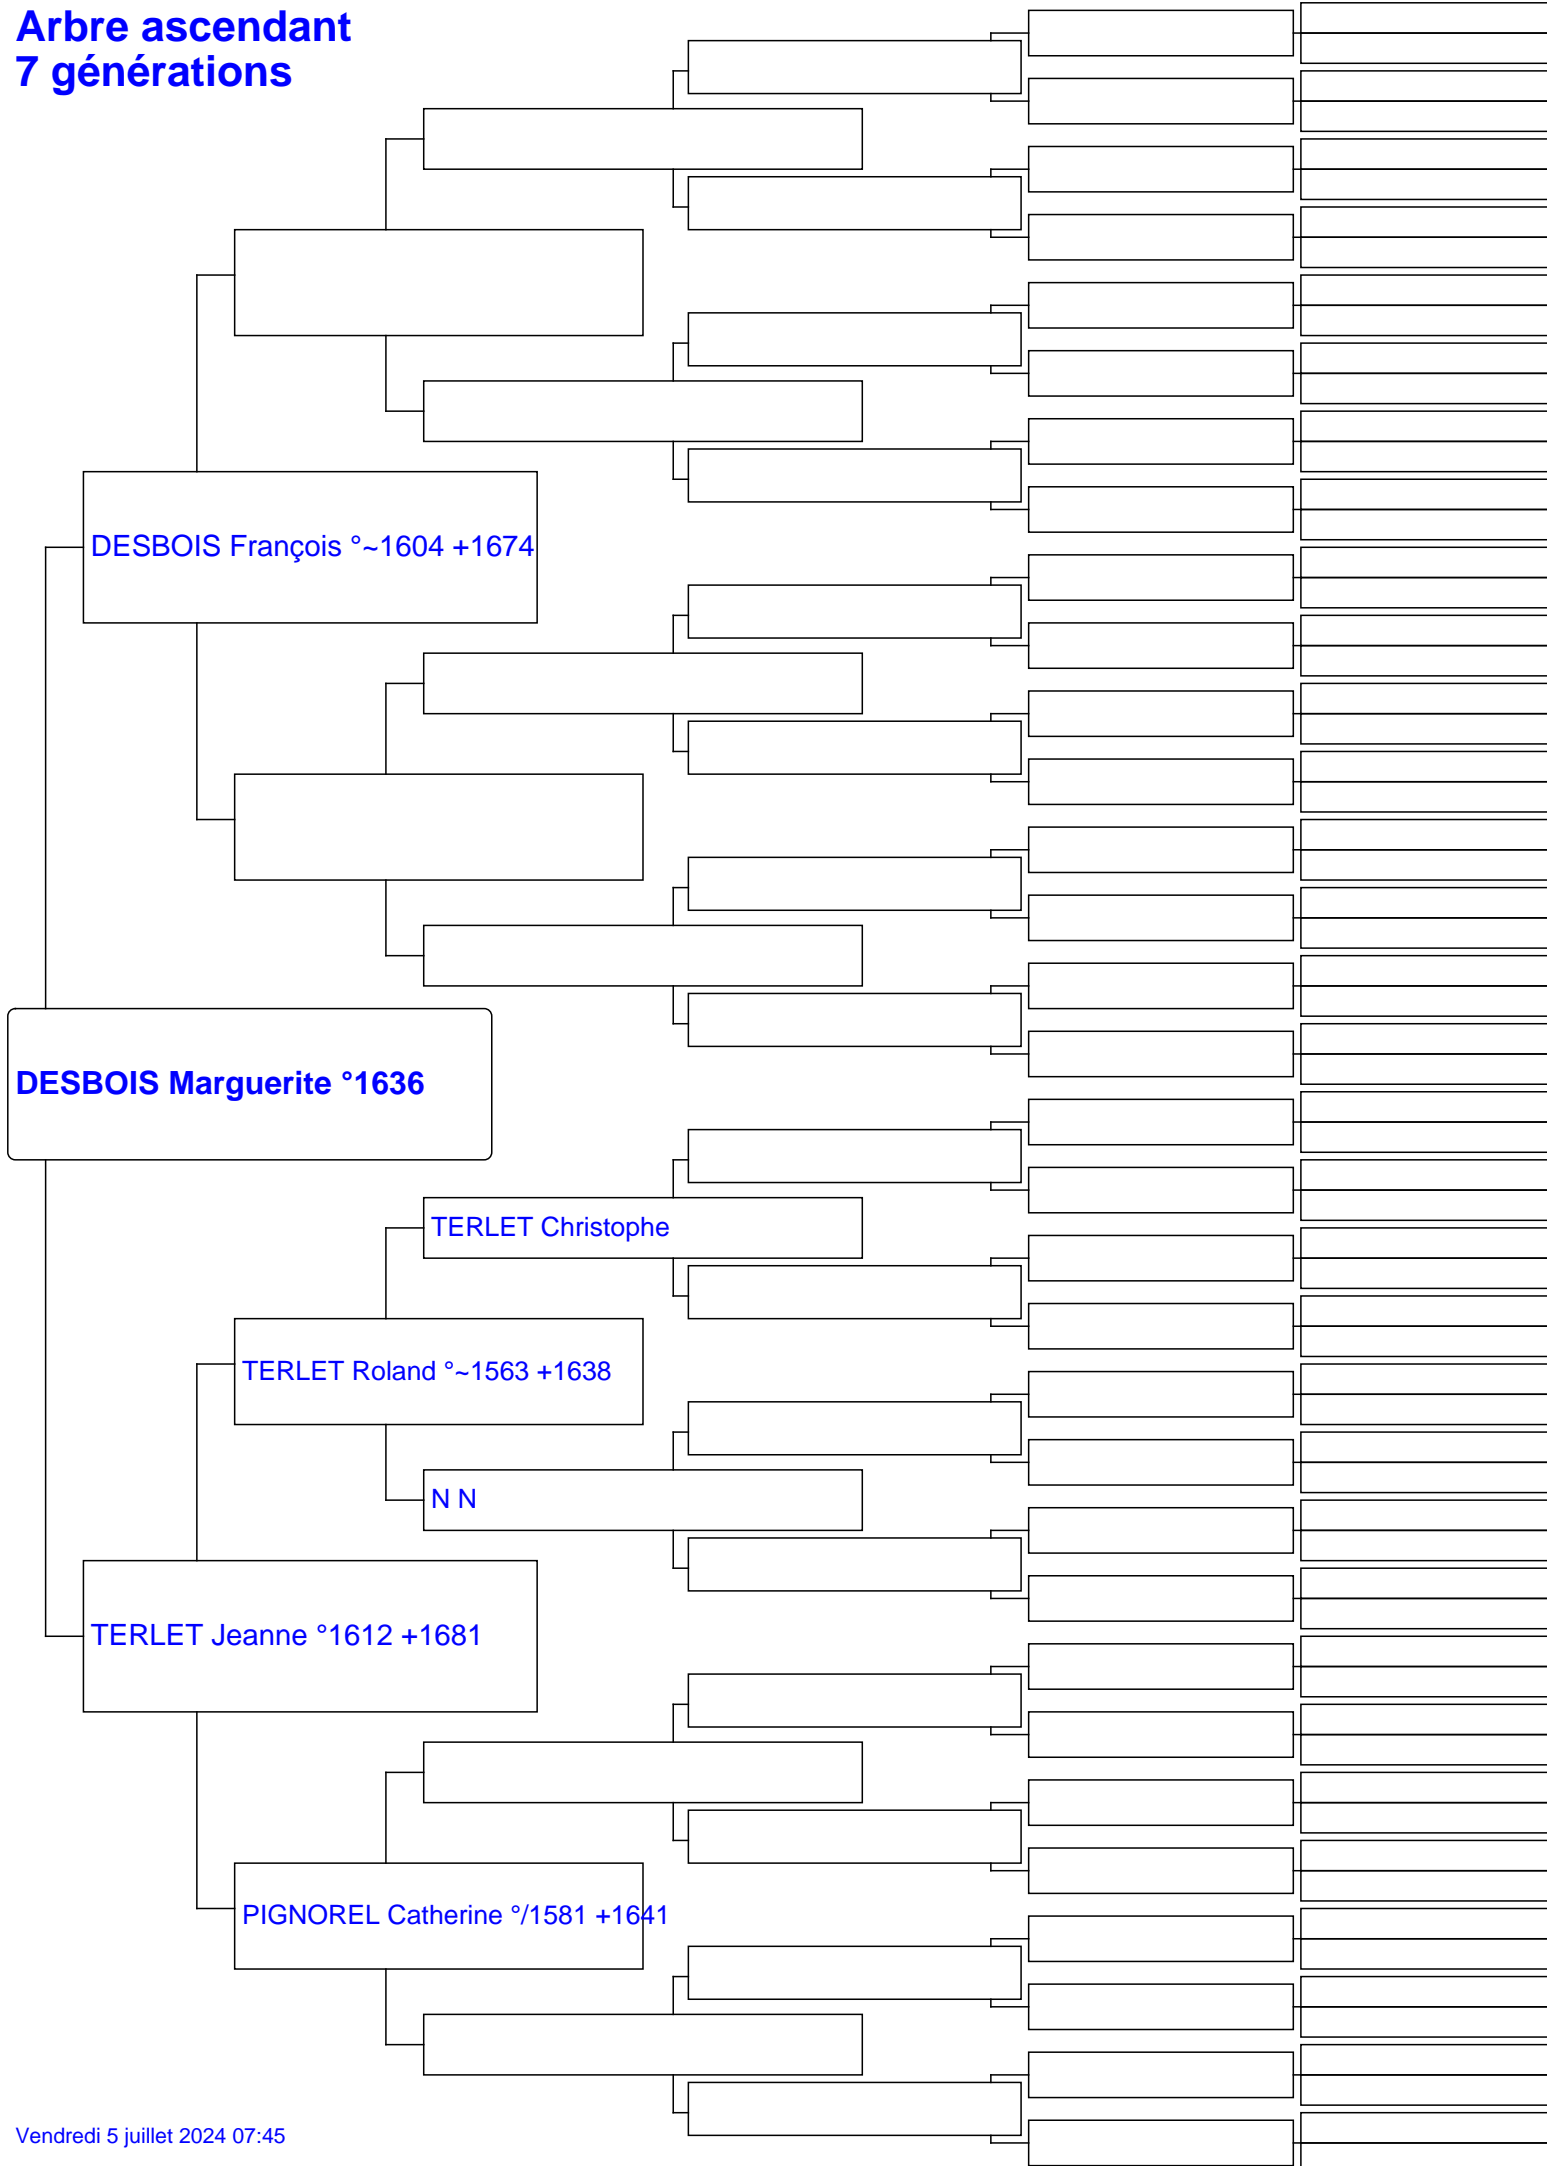 Arbre ascendant
7 générations
DESBOIS François °~1604 +1674
DESBOIS Marguerite °1636
TERLET Christophe
TERLET Roland °~1563 +1638
N N
TERLET Jeanne °1612 +1681
PIGNOREL Catherine °/1581 +1641
Vendredi 5 juillet 2024 07:45